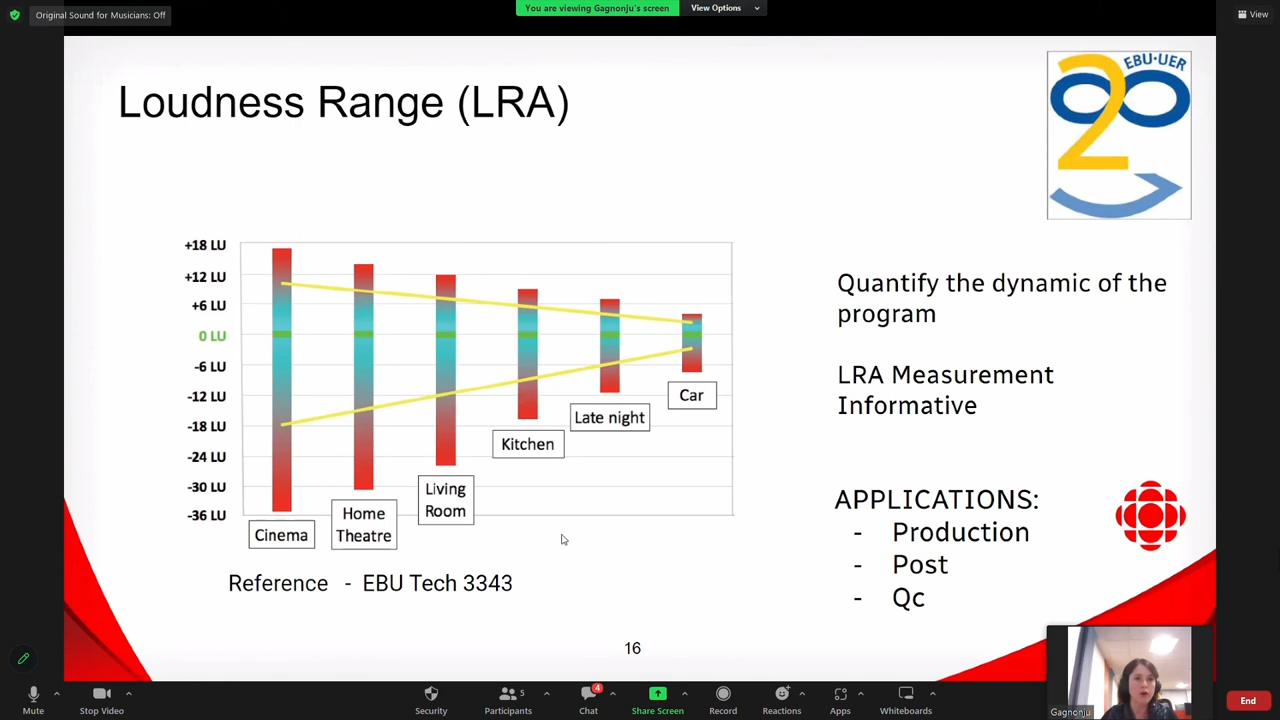 Original Sound for Musicians: Off
You are viewing Gagnonju's screen
View Options
View
Loudness Range (LRA)
EBU·UER
20
+18 LU
+12 LU
+6 LU
0 LU
-6 LU
-12 LU
-18 LU
-24 LU
-30 LU
-36 LU
Cinema
Home
Theatre
Living
Room
Kitchen
Late night
Car
Reference - EBU Tech 3343
Quantify the dynamic of the
program
LRA Measurement
Informative
APPLICATIONS:
- Production
- Post
- Qc
16
Gagnonju
Mute
Stop Video
Security
5
Participants
4
Chat
Share Screen
Record
Reactions
Apps
Whiteboards
End